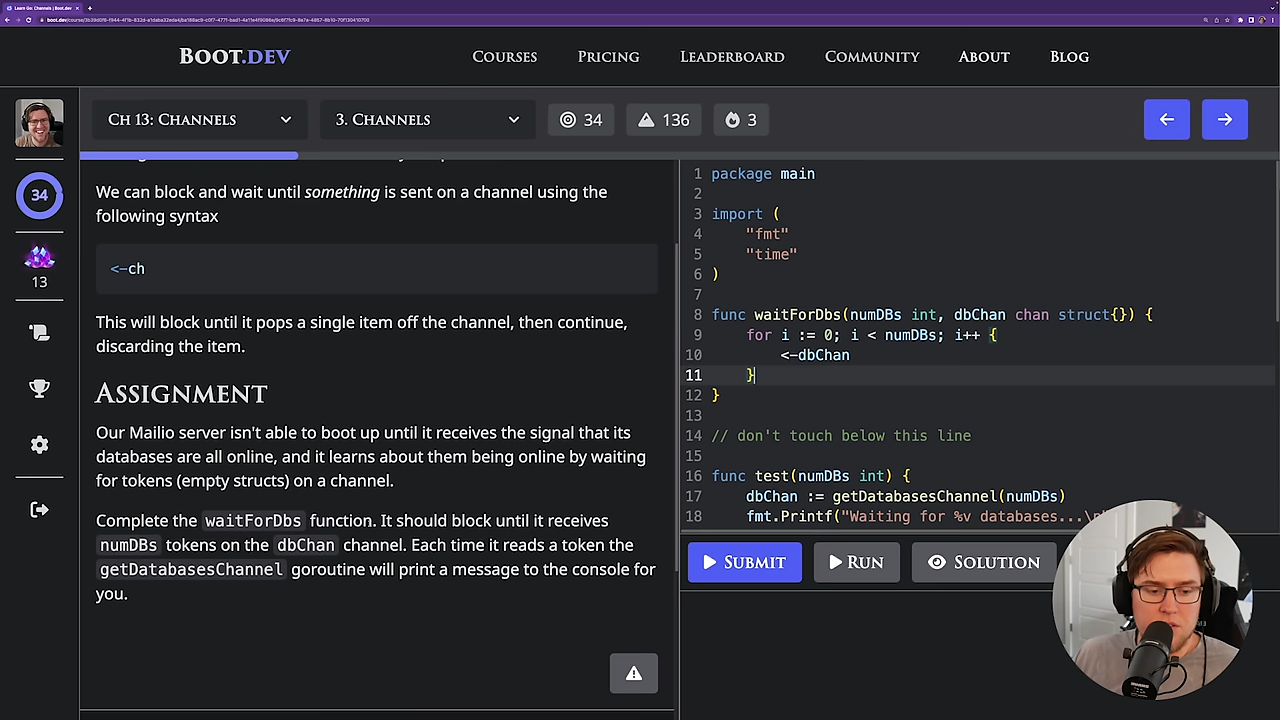 Learn Go: Channels | Boot.dev
BOOT.DEV
COURSES
PRICING
LEADERBOARD
COMMUNITY
ABOUT
BLOG
CH 13: CHANNELS
3. CHANNELS
34
136
3
34
13
We can block and wait until something is sent on a channel using the
following syntax
<-ch
This will block until it pops a single item off the channel, then continue,
discarding the item.
ASSIGNMENT
Our Mailio server isn't able to boot up until it receives the signal that its
databases are all online, and it learns about them being online by waiting
for tokens (empty structs) on a channel.
Complete the waitForDbs function. It should block until it receives
numDBs tokens on the dbChan channel. Each time it reads a token the
getDatabasesChannel goroutine will print a message to the console for
you.
1 package main
2
3 import (
4 "fmt"
5 "time"
6 )
7
8 func waitForDbs(numDBs int, dbChan chan struct{}) {
9 for i := 0; i < numDBs; i++ {
10 <-dbChan
11 }
12 }
13
14 // don't touch below this line
15
16 func test(numDBs int) {
17 dbChan := getDatabasesChannel(numDBs)
18 fmt.Printf("Waiting for %v databases...\n"
SUBMIT
RUN
SOLUTION